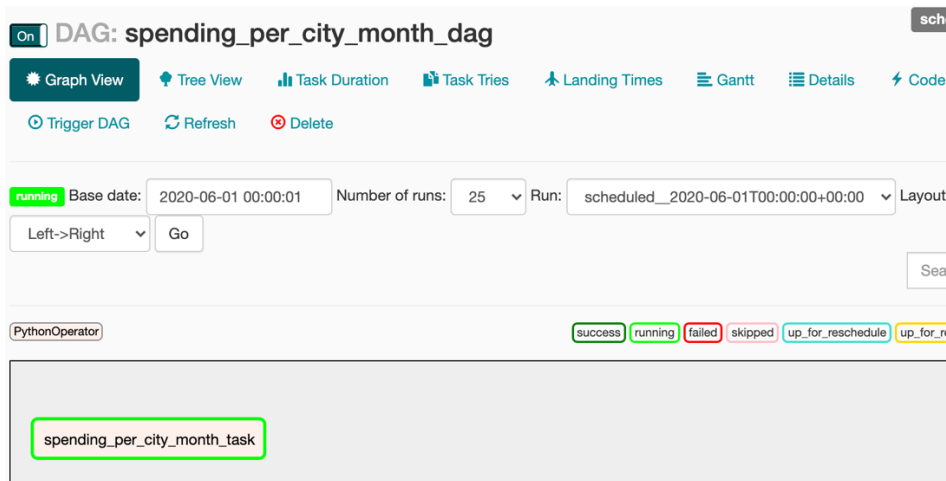 sch
On DAG: spending_per_city_month_dag
Graph View Tree View Task Duration Task Tries Landing Times Gantt Details Code
Trigger DAG Refresh Delete
running Base date: 2020-06-01 00:00:01 Number of runs: 25 Run: scheduled__2020-06-01T00:00:00+00:00 Layout
Left->Right Go
Sea
PythonOperator success running failed skipped up_for_reschedule up_for_r
spending_per_city_month_task